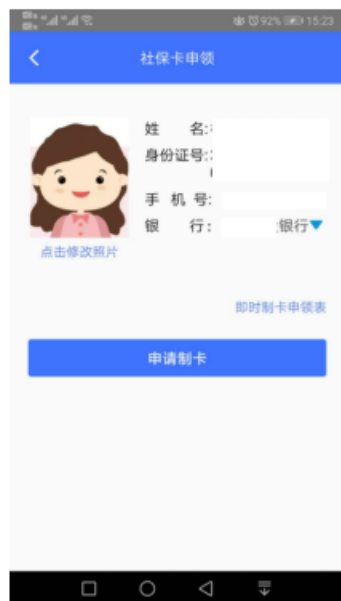 92% 15:23
社保卡申领
姓 名:
身份证号:
手 机 号:
银 行: 银行
点击修改照片
即时制卡申领表
申请制卡